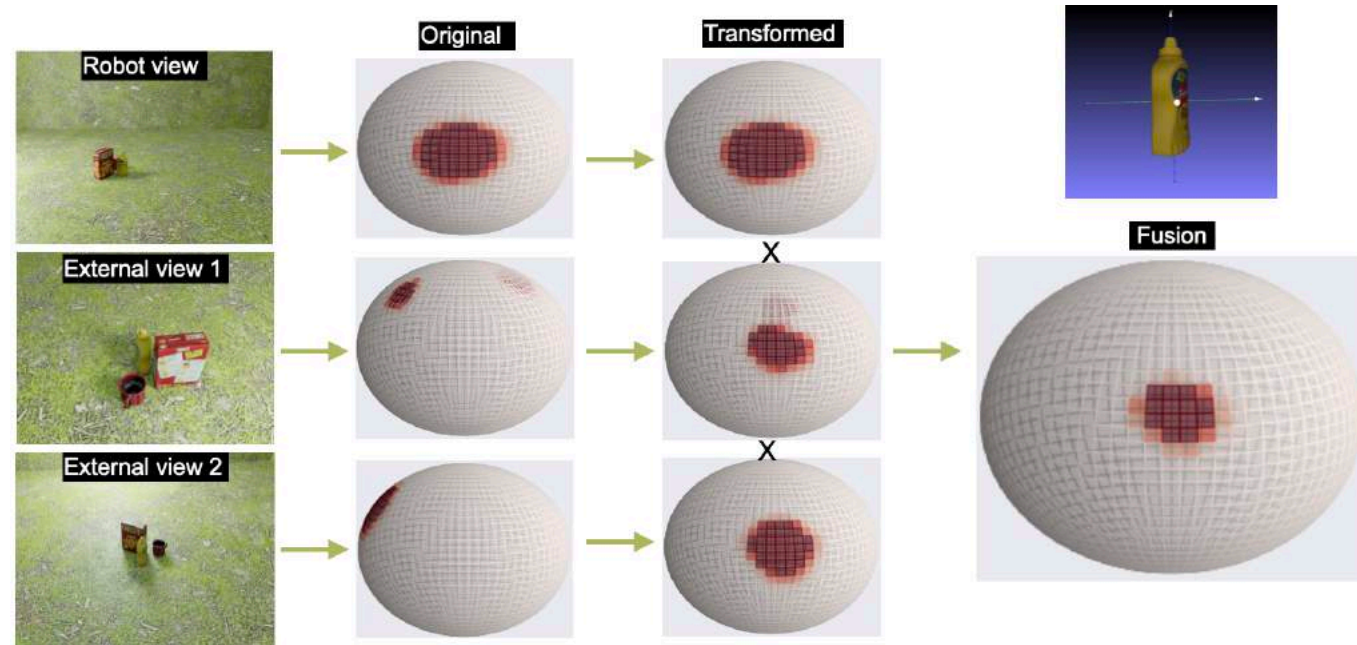 Robot view
Original
Transformed
External view 1
X
Fusion
External view 2
X